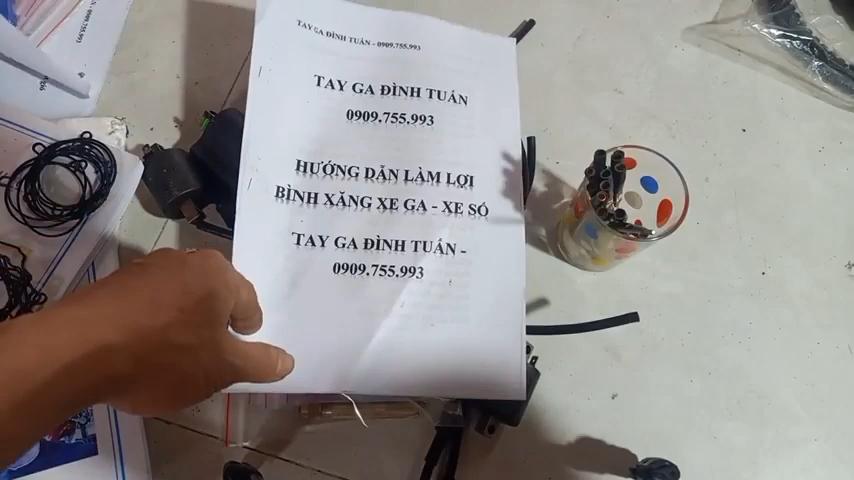 TAY GA ĐÌNH TUẤN - 0909.755.993
TAY GA ĐÌNH TUẤN
0909.755.993
HƯỚNG DẪN LÀM LỢI
BÌNH XĂNG XE GA - XE SỐ
TAY GA ĐÌNH TUẤN -
0909.755.993